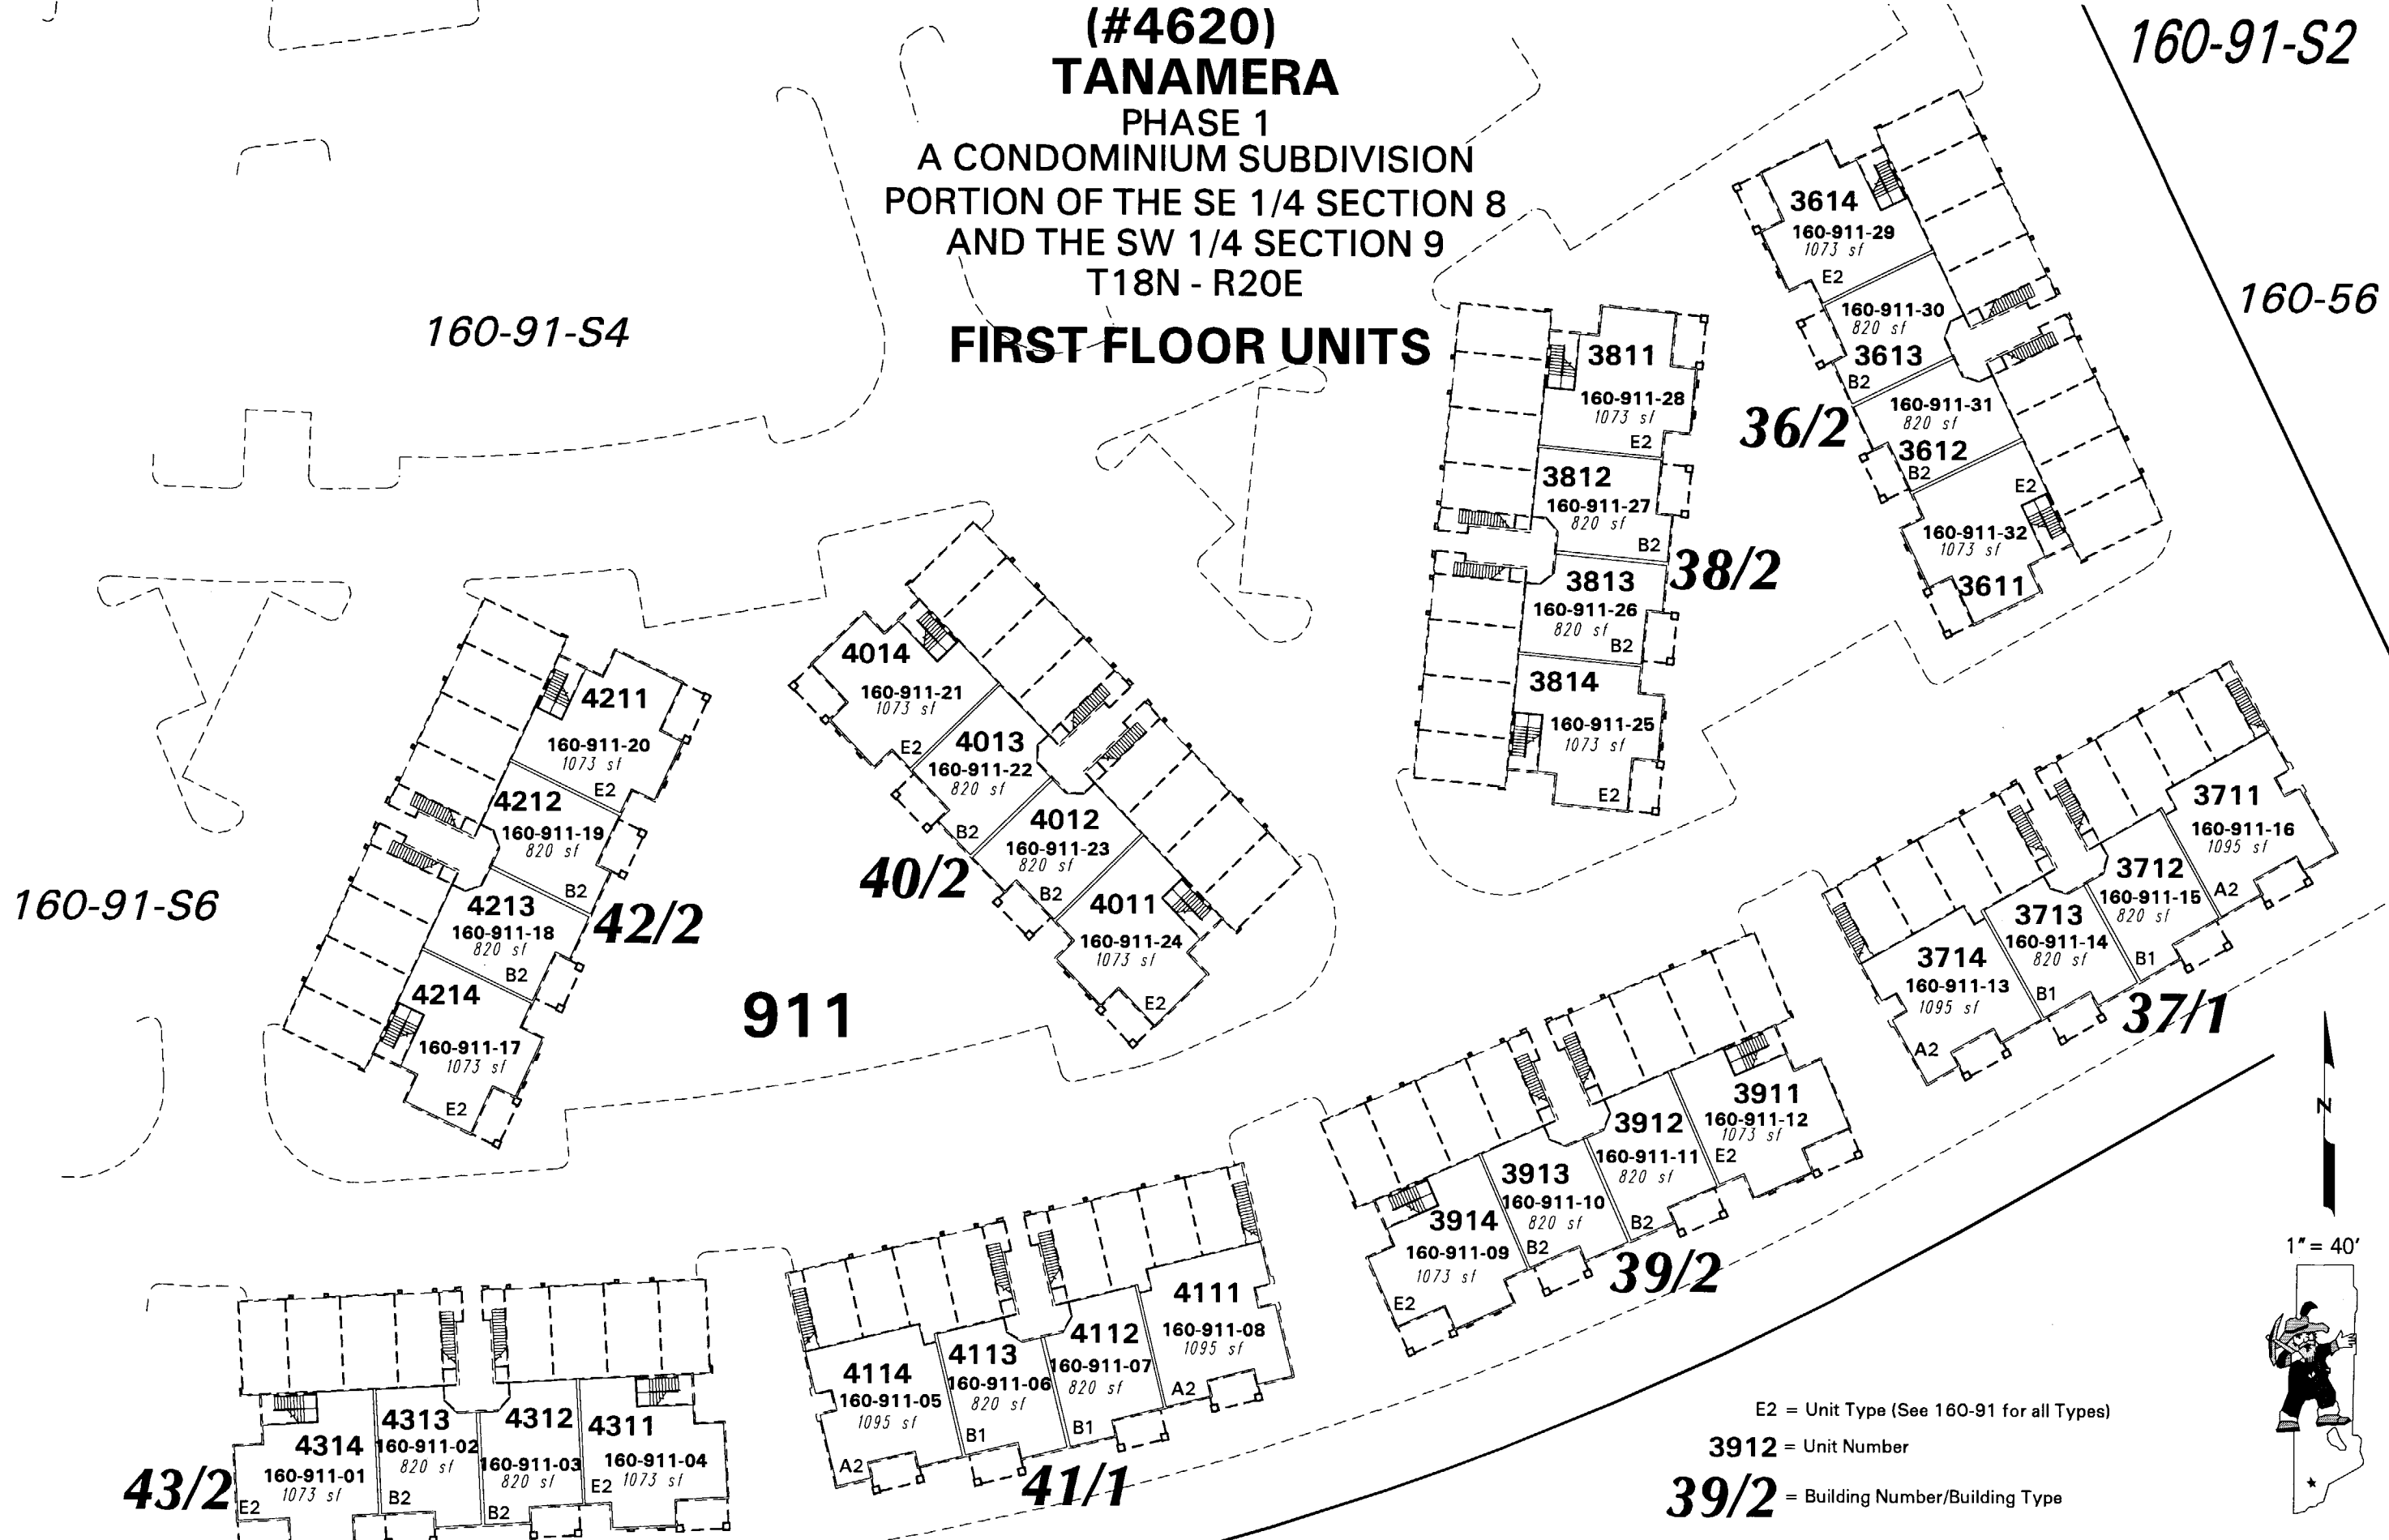 (#4620)
TANAMERA
PHASE 1
A CONDOMINIUM SUBDIVISION
PORTION OF THE SE 1/4 SECTION 8
AND THE SW 1/4 SECTION 9
T18N - R20E
FIRST FLOOR UNITS
160-91-S2
160-56
160-91-S4
160-91-S6
911
3614
160-911-29
1073 sf
E2
160-911-30
820 sf
3613
B2
36/2
160-911-31
820 sf
3612
B2
E2
160-911-32
1073 sf
3611
3811
160-911-28
1073 sf
E2
3812
160-911-27
820 sf
B2
38/2
3813
160-911-26
820 sf
B2
3814
160-911-25
1073 sf
E2
4014
160-911-21
1073 sf
E2
4013
160-911-22
820 sf
B2
40/2
4012
160-911-23
820 sf
B2
4011
160-911-24
1073 sf
E2
4211
160-911-20
1073 sf
E2
4212
160-911-19
820 sf
B2
42/2
4213
160-911-18
820 sf
B2
4214
160-911-17
1073 sf
E2
3711
160-911-16
1095 sf
A2
3712
160-911-15
820 sf
B1
3713
160-911-14
820 sf
B1
37/1
3714
160-911-13
1095 sf
A2
3911
160-911-12
1073 sf
E2
3912
160-911-11
820 sf
B2
3913
160-911-10
820 sf
B2
39/2
3914
160-911-09
1073 sf
E2
4111
160-911-08
1095 sf
A2
4112
160-911-07
820 sf
B1
4113
160-911-06
820 sf
B1
41/1
4114
160-911-05
1095 sf
A2
4311
160-911-04
1073 sf
E2
4312
160-911-03
820 sf
B2
4313
160-911-02
820 sf
B2
4314
160-911-01
1073 sf
E2
43/2
N
1" = 40'
E2 = Unit Type (See 160-91 for all Types)
3912 = Unit Number
39/2 = Building Number/Building Type